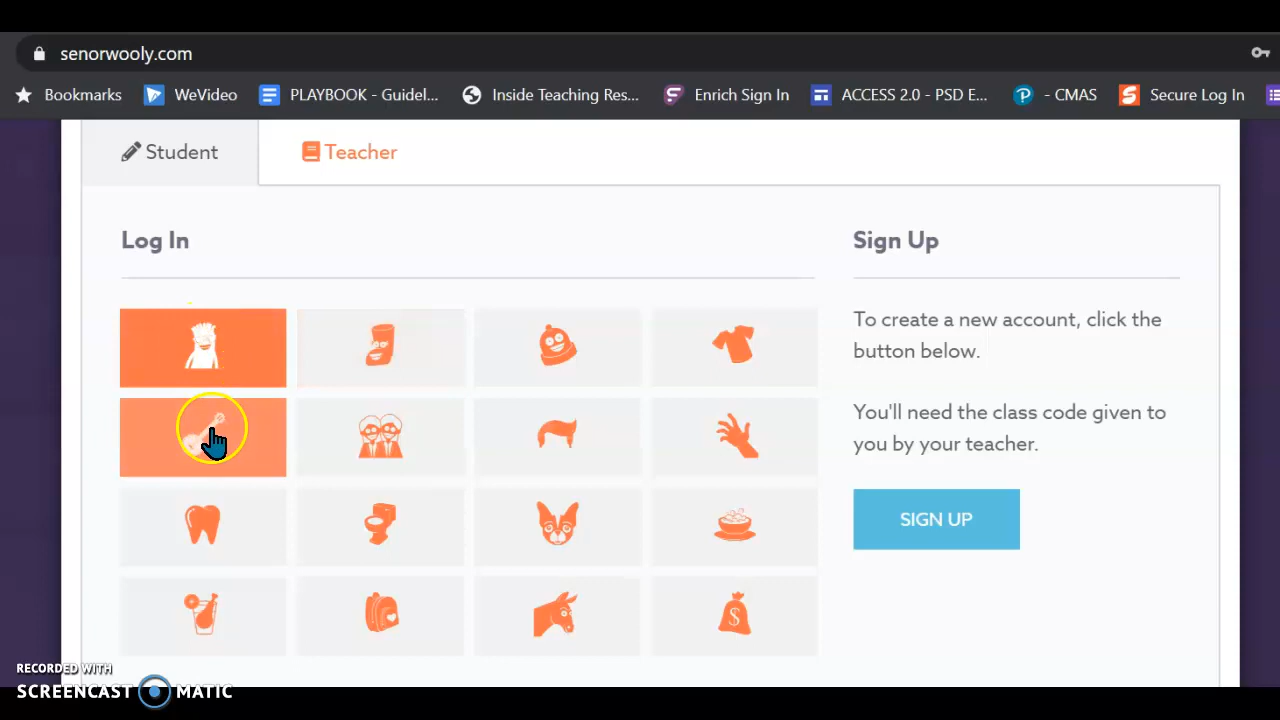 senorwooly.com
Bookmarks WeVideo PLAYBOOK - Guidel... Inside Teaching Res... Enrich Sign In ACCESS 2.0 - PSD E... - CMAS Secure Log In
Student Teacher
Log In
Sign Up
To create a new account, click the
button below.
You'll need the class code given to
you by your teacher.
SIGN UP
$
RECORDED WITH
SCREENCAST MATIC